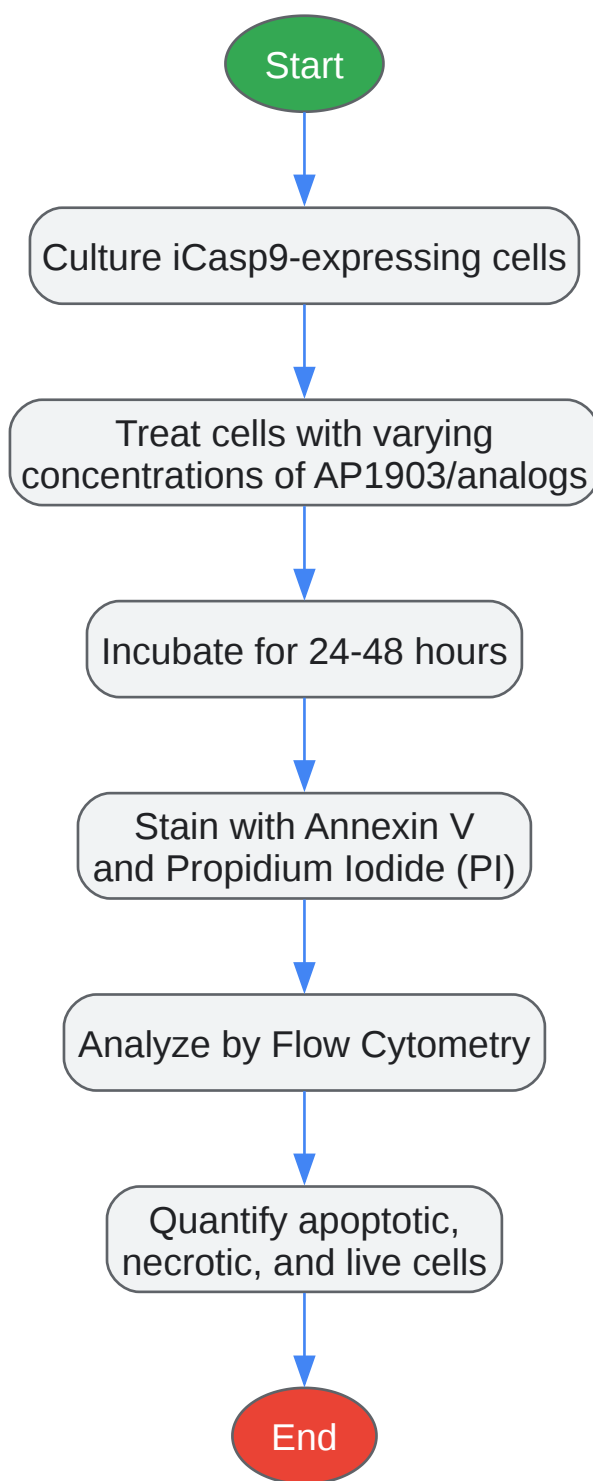 Start
Culture iCasp9-expressing cells
Treat cells with varying
concentrations of AP1903/analogs
Incubate for 24-48 hours
Stain with Annexin V
and Propidium Iodide (PI)
Analyze by Flow Cytometry
Quantify apoptotic,
necrotic, and live cells
End